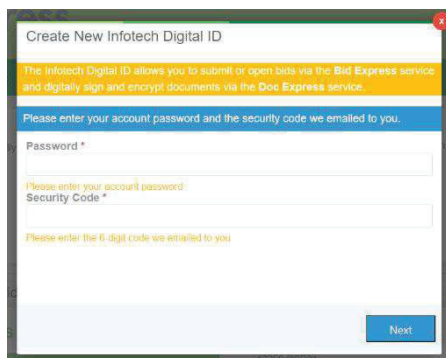 x
Create New Infotech Digital ID
The Infotech Digital ID allows you to submit or open bids via the Bid Express service
and digitally sign and encrypt documents via the Doc Express service.
Please enter your account password and the security code we emailed to you.
Password *
Please enter your account password
Security Code *
Please enter the 6 digit code we emailed to you
Next